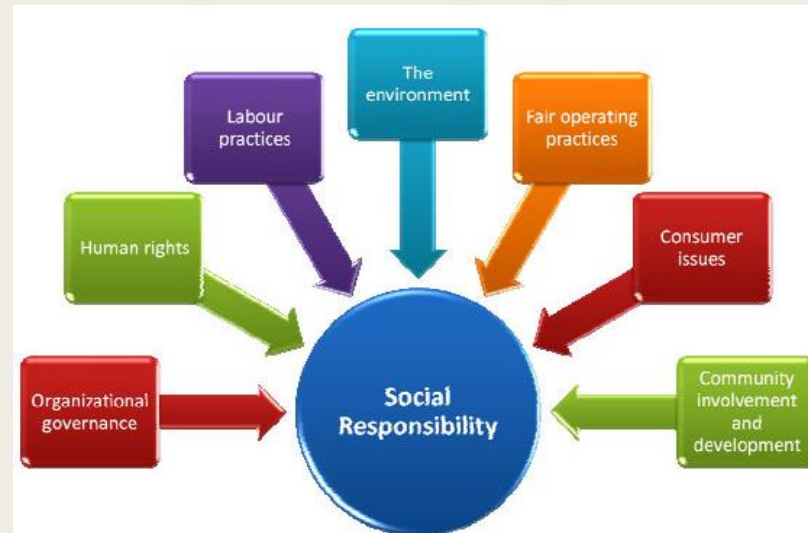 Organizational
governance
Human rights
Labour
practices
The
environment
Fair operating
practices
Consumer
issues
Community
involvement
and
development
Social
Responsibility